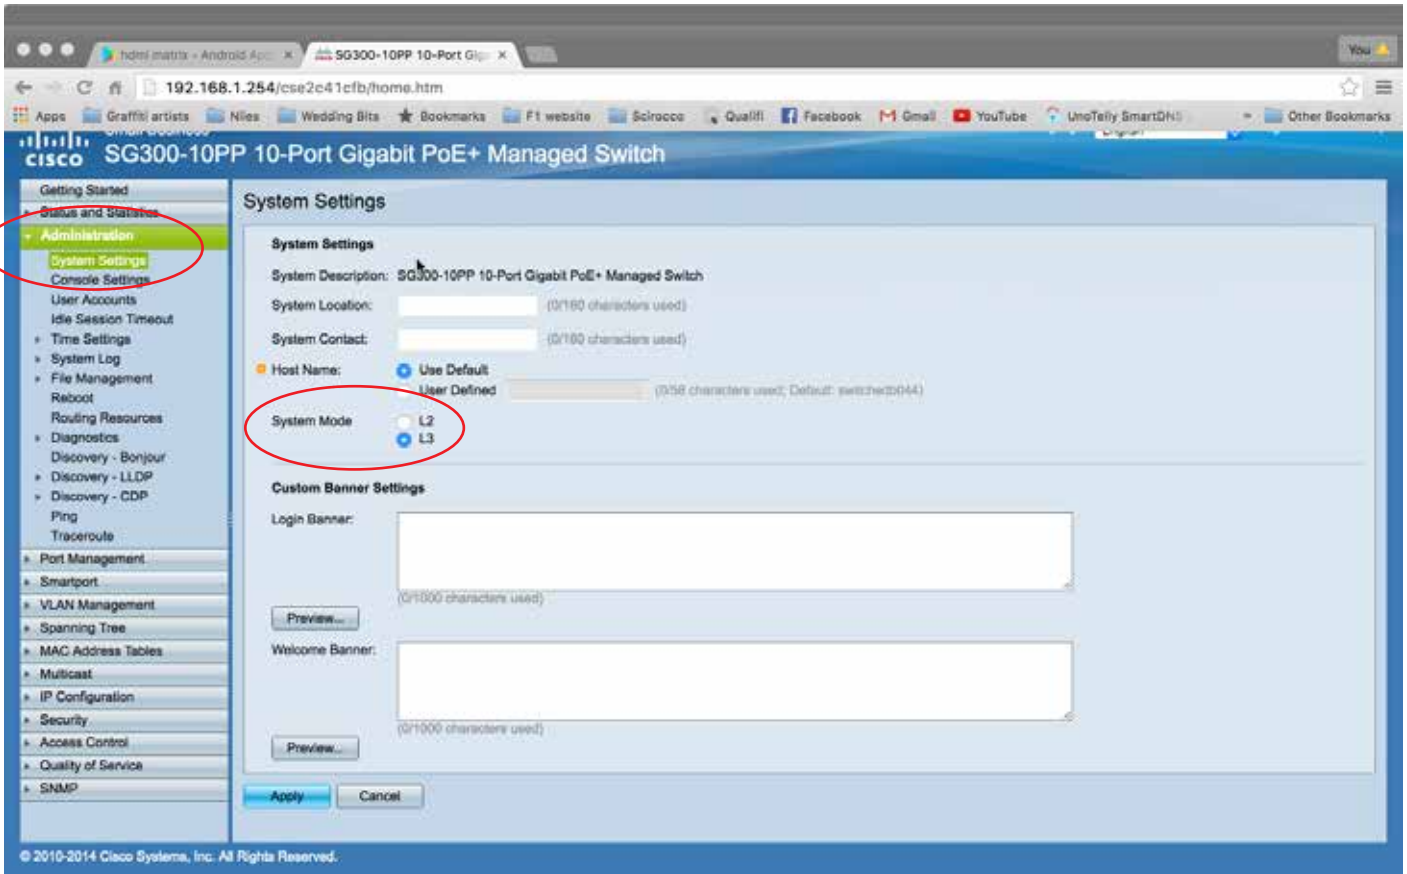 hdmi matrix - Android App
SG300-10PP 10-Port Gig
You
192.168.1.254/cse2c41cfb/home.htm
Apps Graffiti artists Niles Wedding Bits Bookmarks F1 website Scirocco Qualifi Facebook Gmail YouTube UnoTelly SmartDNS Other Bookmarks
Small Business
English
CISCO SG300-10PP 10-Port Gigabit PoE+ Managed Switch
Getting Started
Status and Statistics
Administration
System Settings
Console Settings
User Accounts
Idle Session Timeout
Time Settings
System Log
File Management
Reboot
Routing Resources
Diagnostics
Discovery - Bonjour
Discovery - LLDP
Discovery - CDP
Ping
Traceroute
Port Management
Smartport
VLAN Management
Spanning Tree
MAC Address Tables
Multicast
IP Configuration
Security
Access Control
Quality of Service
SNMP
System Settings
System Settings
System Description: SG300-10PP 10-Port Gigabit PoE+ Managed Switch
System Location: (0/160 characters used)
System Contact: (0/160 characters used)
Host Name: Use Default
User Defined (0/58 characters used; Default: switchedb044)
System Mode L2
L3
Custom Banner Settings
Login Banner:
(0/1000 characters used)
Preview...
Welcome Banner:
(0/1000 characters used)
Preview...
Apply Cancel
© 2010-2014 Cisco Systems, Inc. All Rights Reserved.